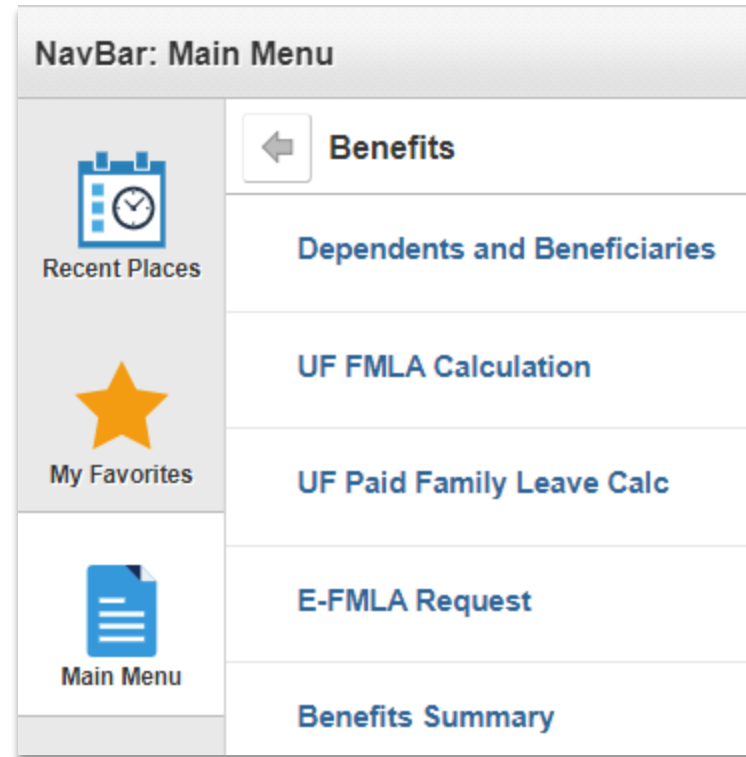 NavBar: Main Menu
Recent Places
My Favorites
Main Menu
Benefits
Dependents and Beneficiaries
UF FMLA Calculation
UF Paid Family Leave Calc
E-FMLA Request
Benefits Summary